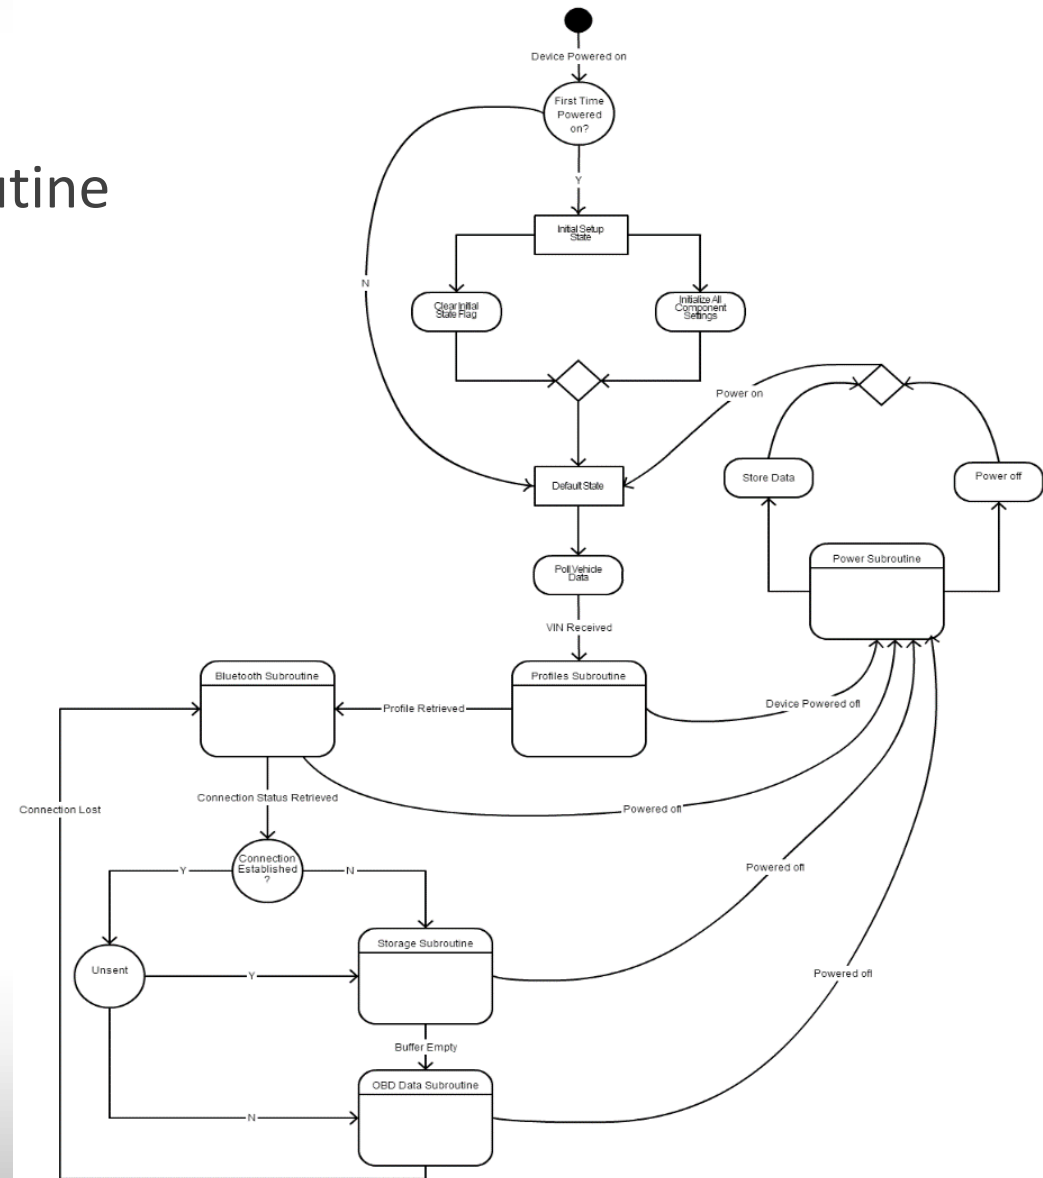 utine
Device Powered on
First Time
Powered
on?
Y
Initial Setup
State
N
Clear Initial
State Flag
Initialize All
Component
Settings
Power on
Store Data
Power off
Default State
Poll Vehicle
Data
Power Subroutine
VIN Received
Bluetooth Subroutine
Profiles Subroutine
Profile Retrieved
Device Powered off
Connection Status Retrieved
Connection Lost
Powered off
Connection
Established
?
Y
N
Powered off
Storage Subroutine
Unsent
Y
Powered off
Buffer Empty
OBD Data Subroutine
N